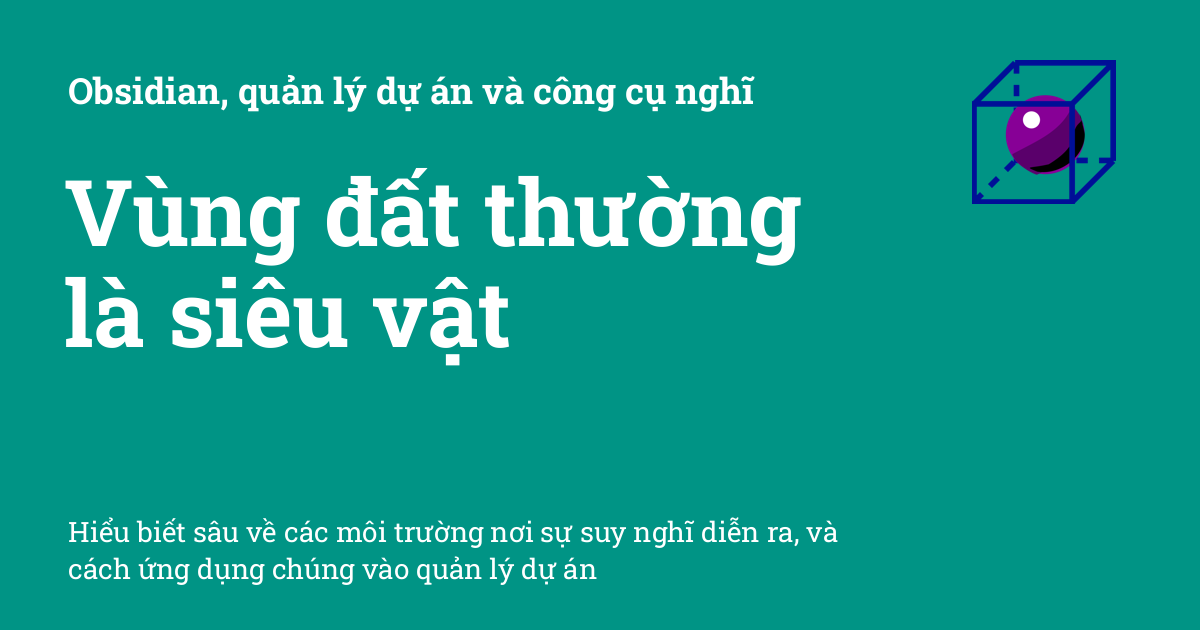 Obsidian, quản lý dự án và công cụ nghĩ
Vùng đất thường
là siêu vật
Hiểu biết sâu về các môi trường nơi sự suy nghĩ diễn ra, và
cách ứng dụng chúng vào quản lý dự án